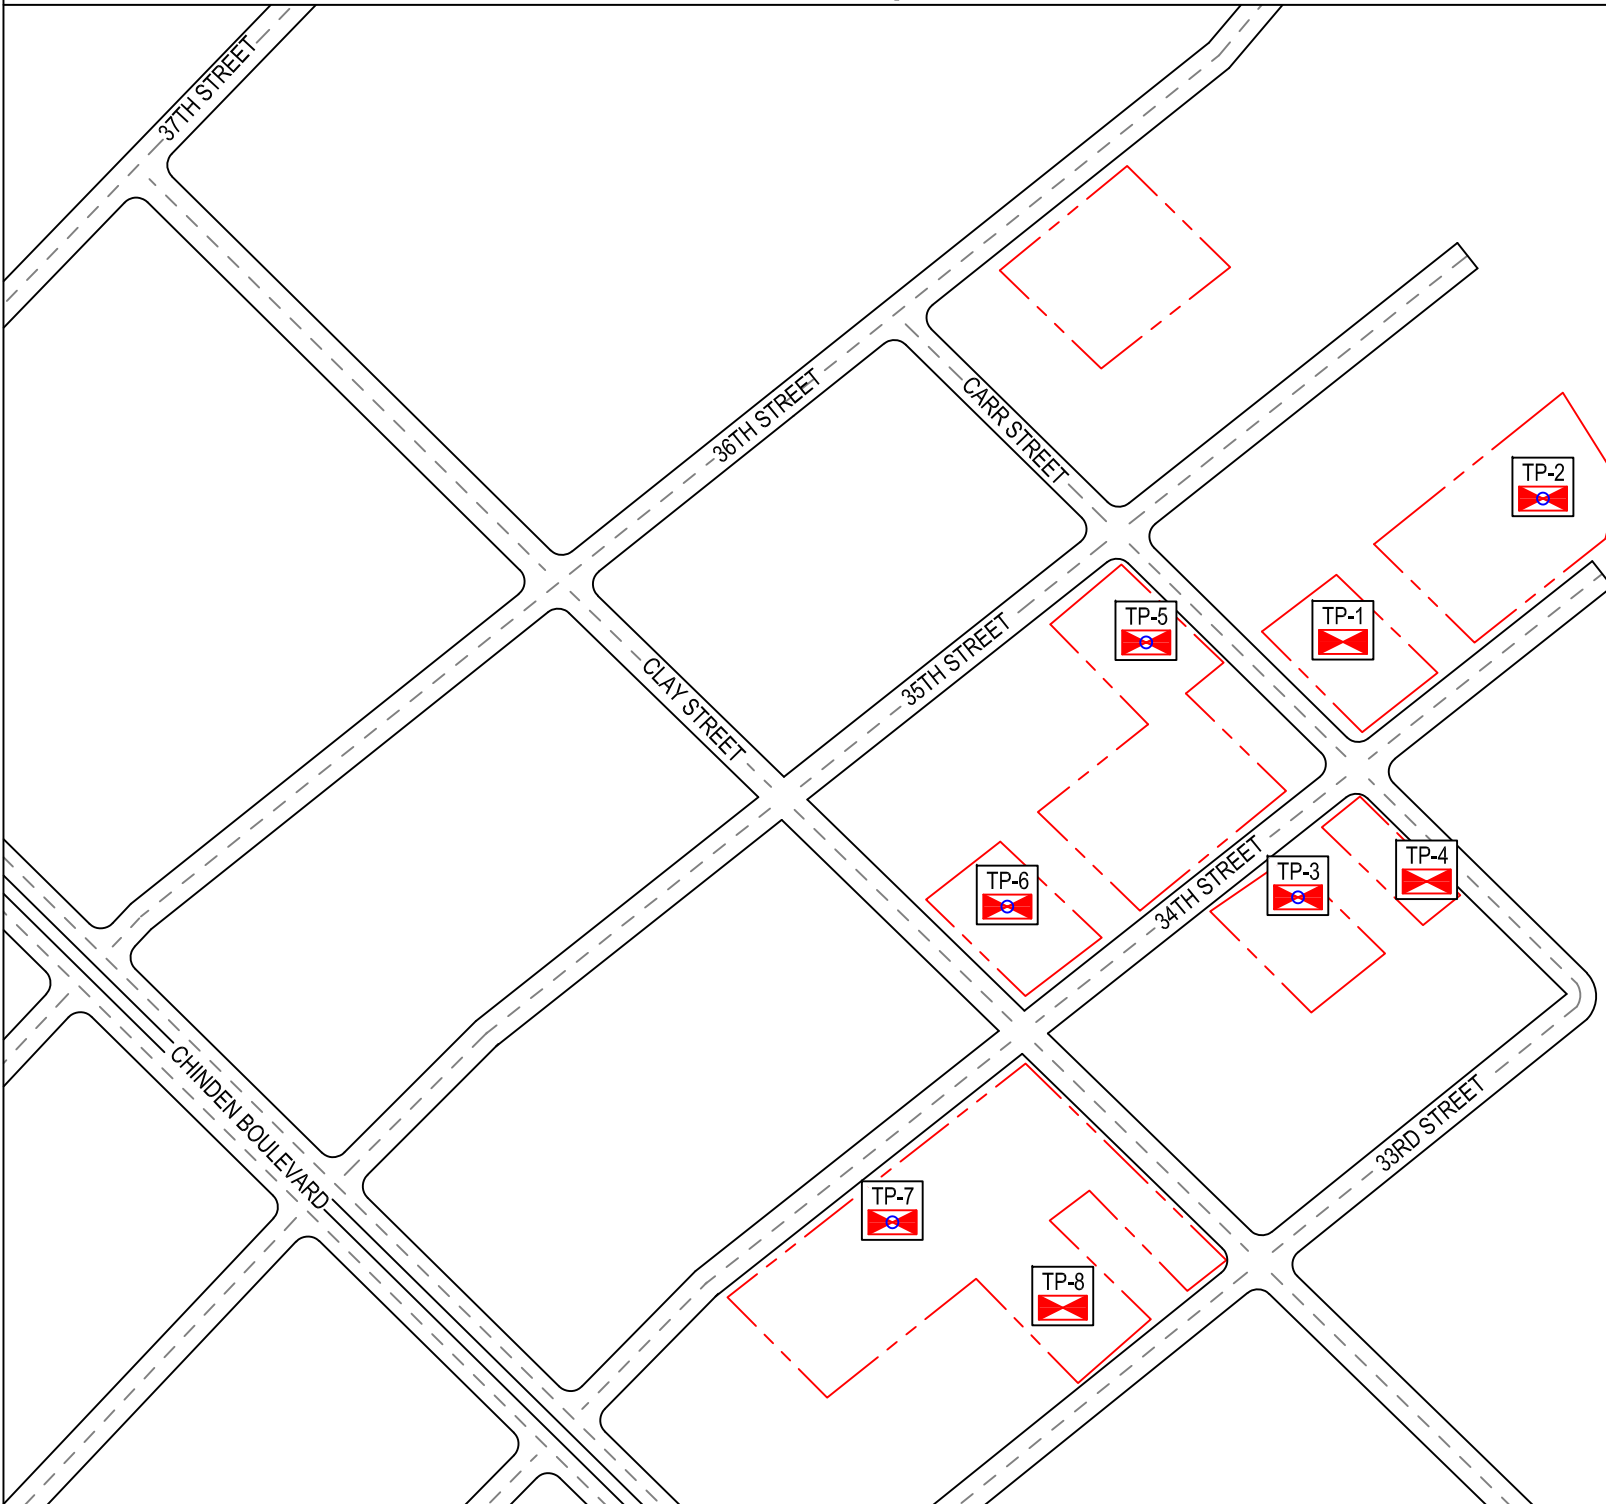 37TH STREET
36TH STREET
CARR STREET
TP-2
TP-1
TP-5
35TH STREET
CLAY STREET
TP-4
TP-3
TP-6
34TH STREET
CHINDEN BOULEVARD
33RD STREET
TP-7
TP-8